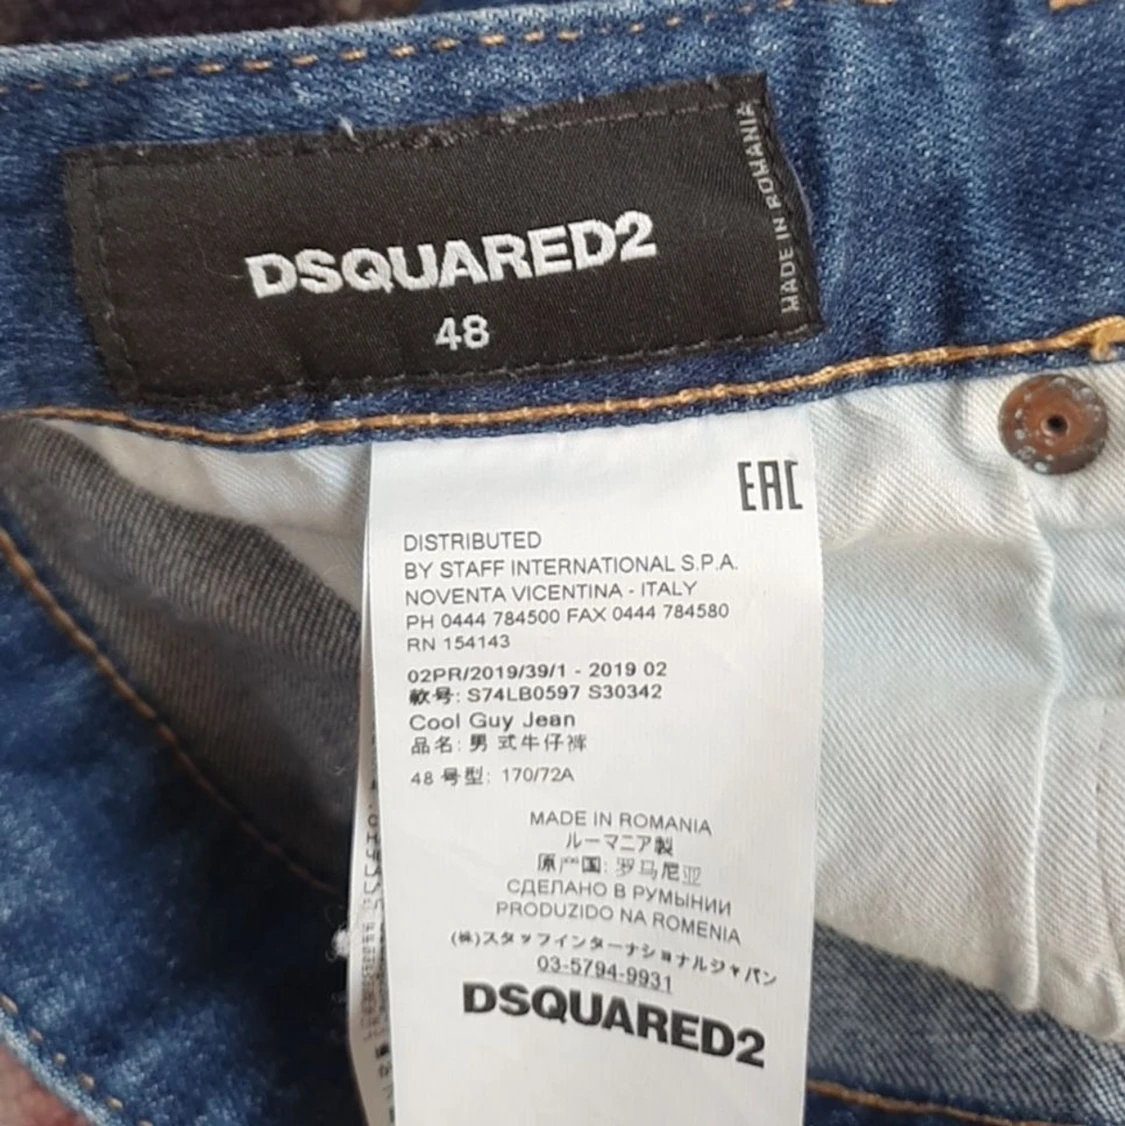 DSQUARED2
48
MADE IN ROMANIA
EAC
DISTRIBUTED
BY STAFF INTERNATIONAL S.P.A.
NOVENTA VICENTINA - ITALY
PH 0444 784500 FAX 0444 784580
RN 154143
02PR/2019/39/1 - 2019 02
款号: S74LB0597 S30342
Cool Guy Jean
品名: 男式牛仔裤
48 号型: 170/72A
MADE IN ROMANIA
ルーマニア製
原产国: 罗马尼亚
СДЕЛАНО В РУМЫНИИ
PRODUZIDO NA ROMENIA
(株)スタッフインターナショナルジャパン
03-5794-9931
DSQUARED2